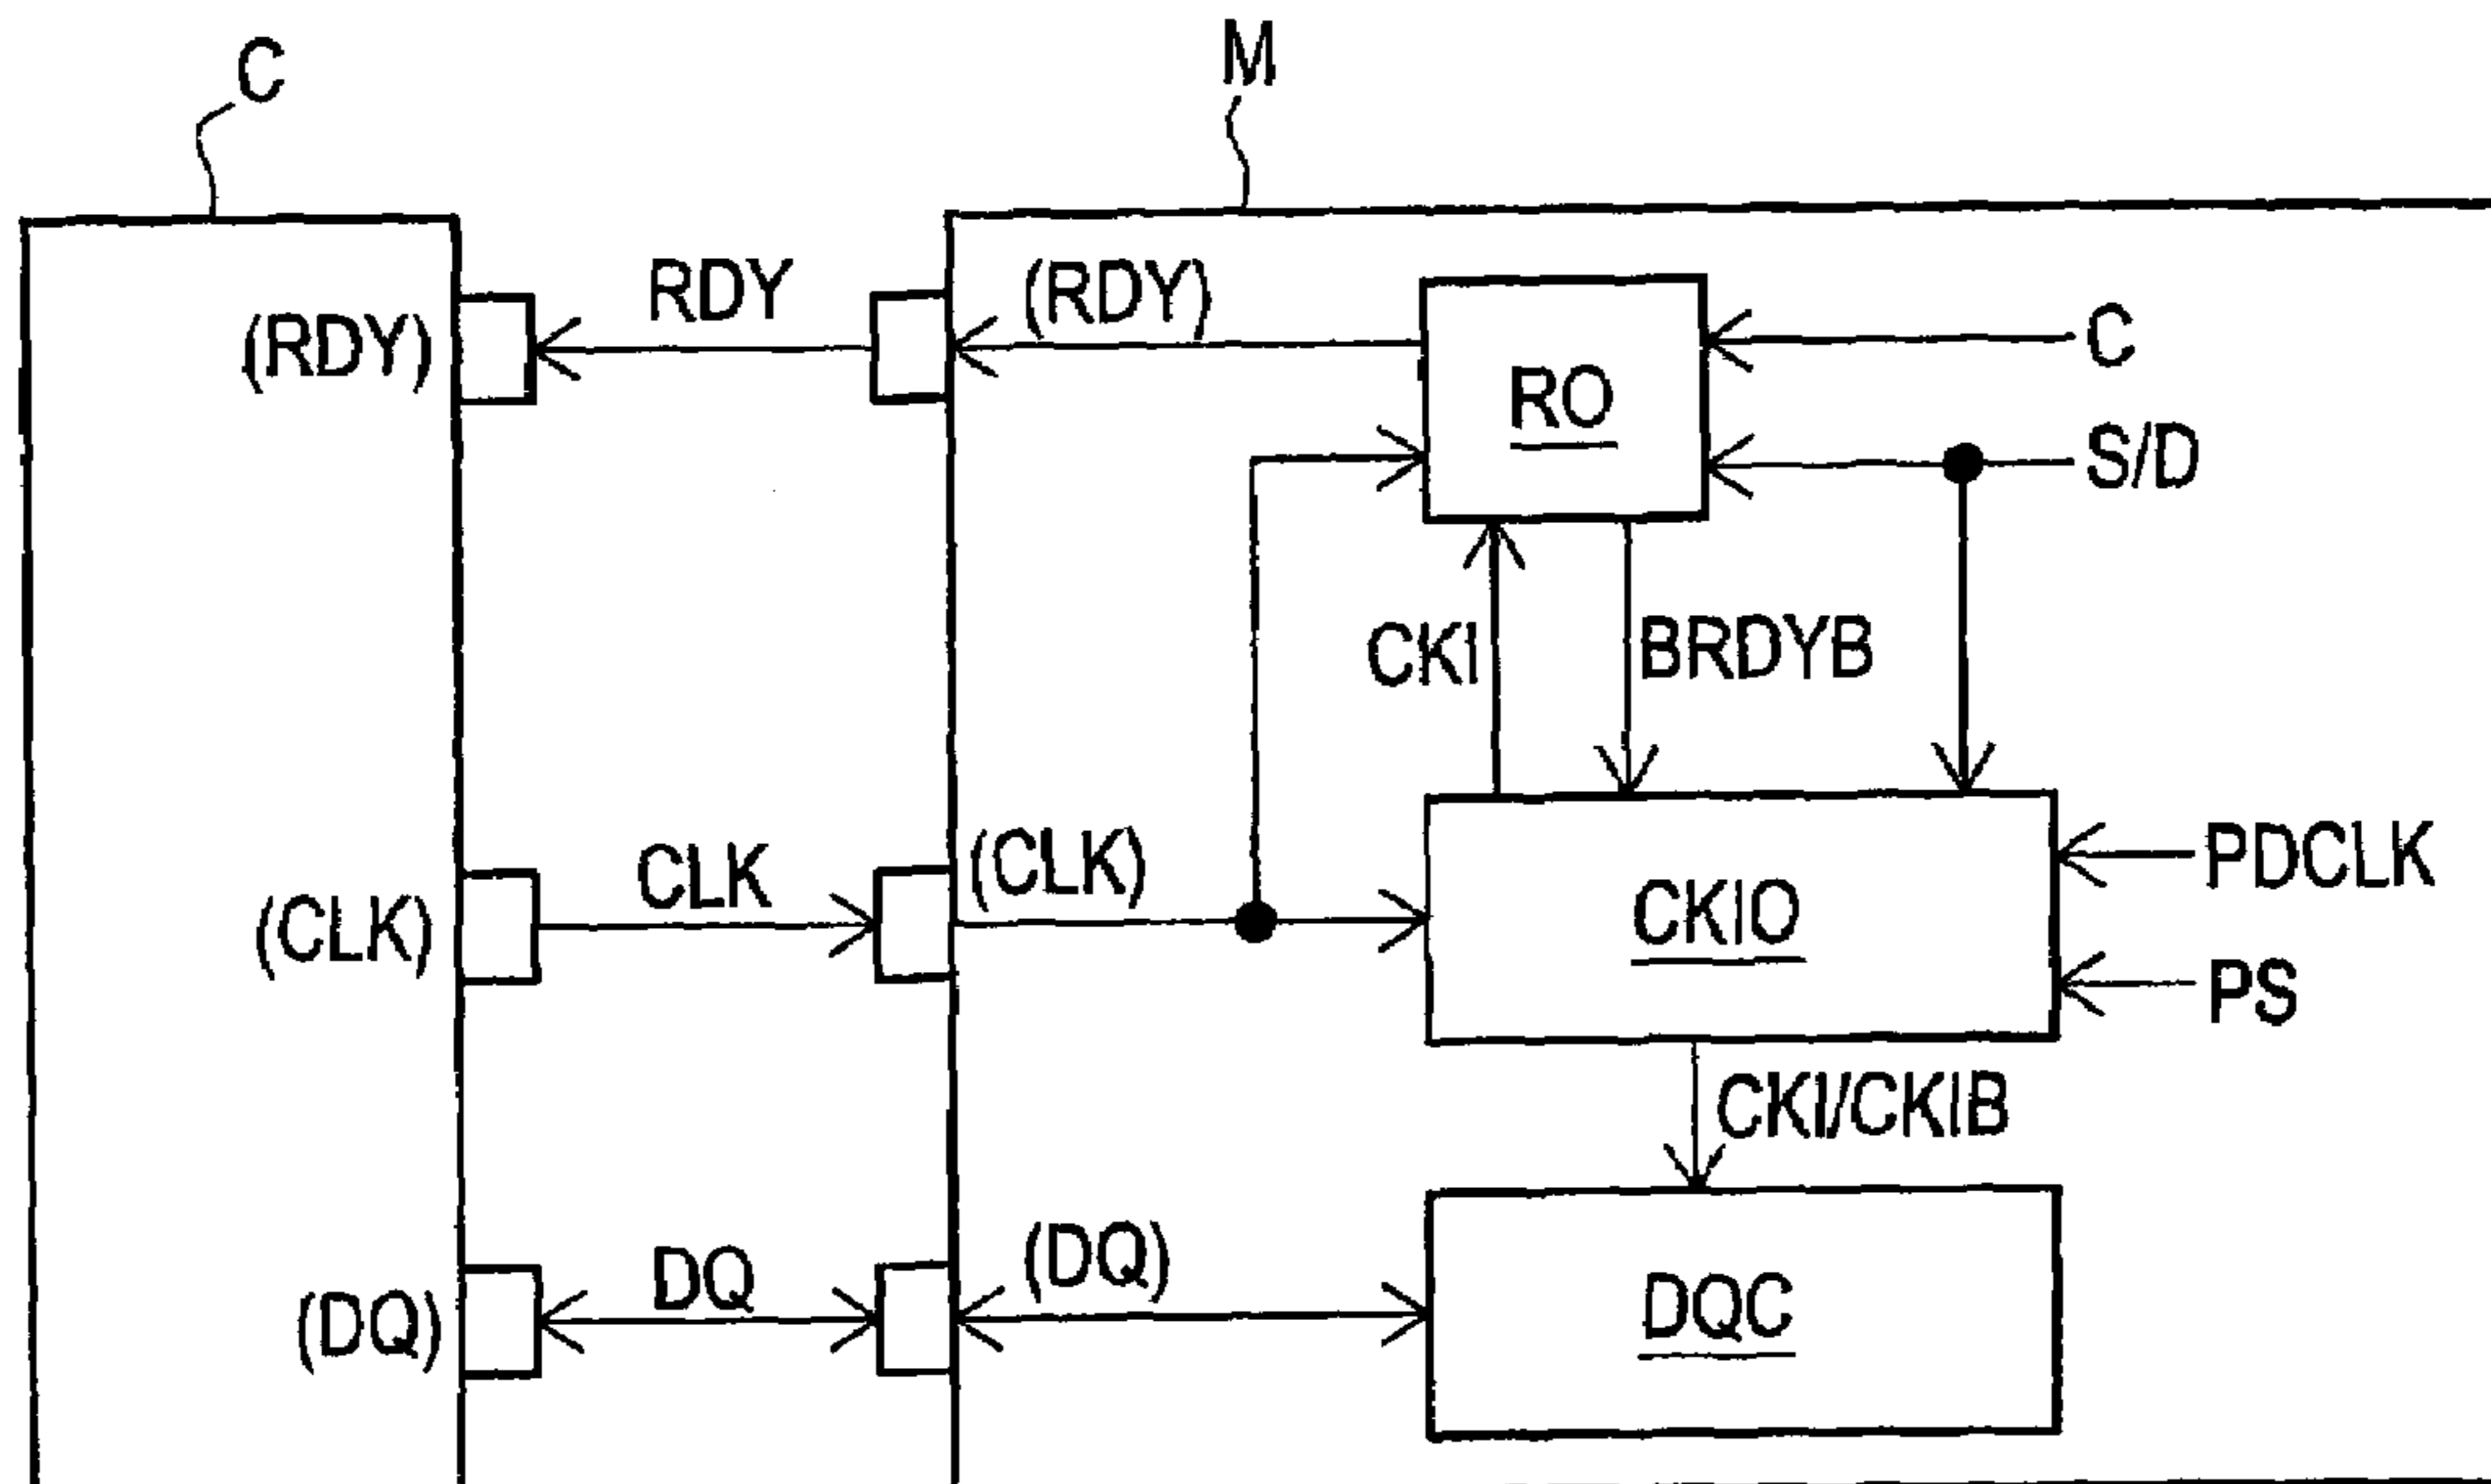 C
M
RDY
(RDY)
(RDY)
RO
C
S/D
CKI
BRDYB
CLK
(CLK)
(CLK)
CKIO
PDCLK
PS
CKI/CKIB
DQ
(DQ)
(DQ)
DQC